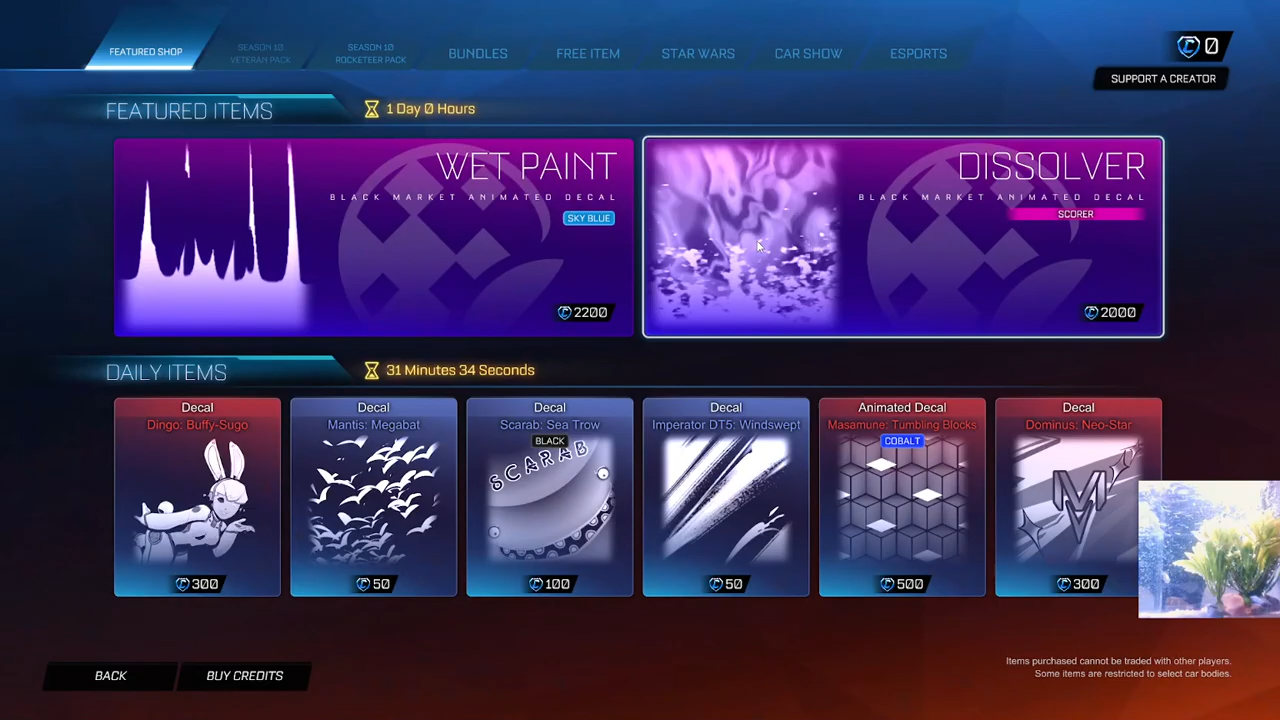 FEATURED SHOP
SEASON 10
VETERAN PACK
SEASON 10
ROCKETEER PACK
BUNDLES
FREE ITEM
STAR WARS
CAR SHOW
ESPORTS
0
SUPPORT A CREATOR
FEATURED ITEMS
1 Day 0 Hours
WET PAINT
BLACK MARKET ANIMATED DECAL
SKY BLUE
2200
DISSOLVER
BLACK MARKET ANIMATED DECAL
SCORER
2000
DAILY ITEMS
31 Minutes 34 Seconds
Decal
Dingo: Buffy-Sugo
300
Decal
Mantis: Megabat
50
Decal
Scarab: Sea Trow
BLACK
SCARAB
100
Decal
Imperator DT5: Windswept
50
Animated Decal
Masamune: Tumbling Blocks
COBALT
500
Decal
Dominus: Neo-Star
300
BACK
BUY CREDITS
Items purchased cannot be traded with other players.
Some items are restricted to select car bodies.